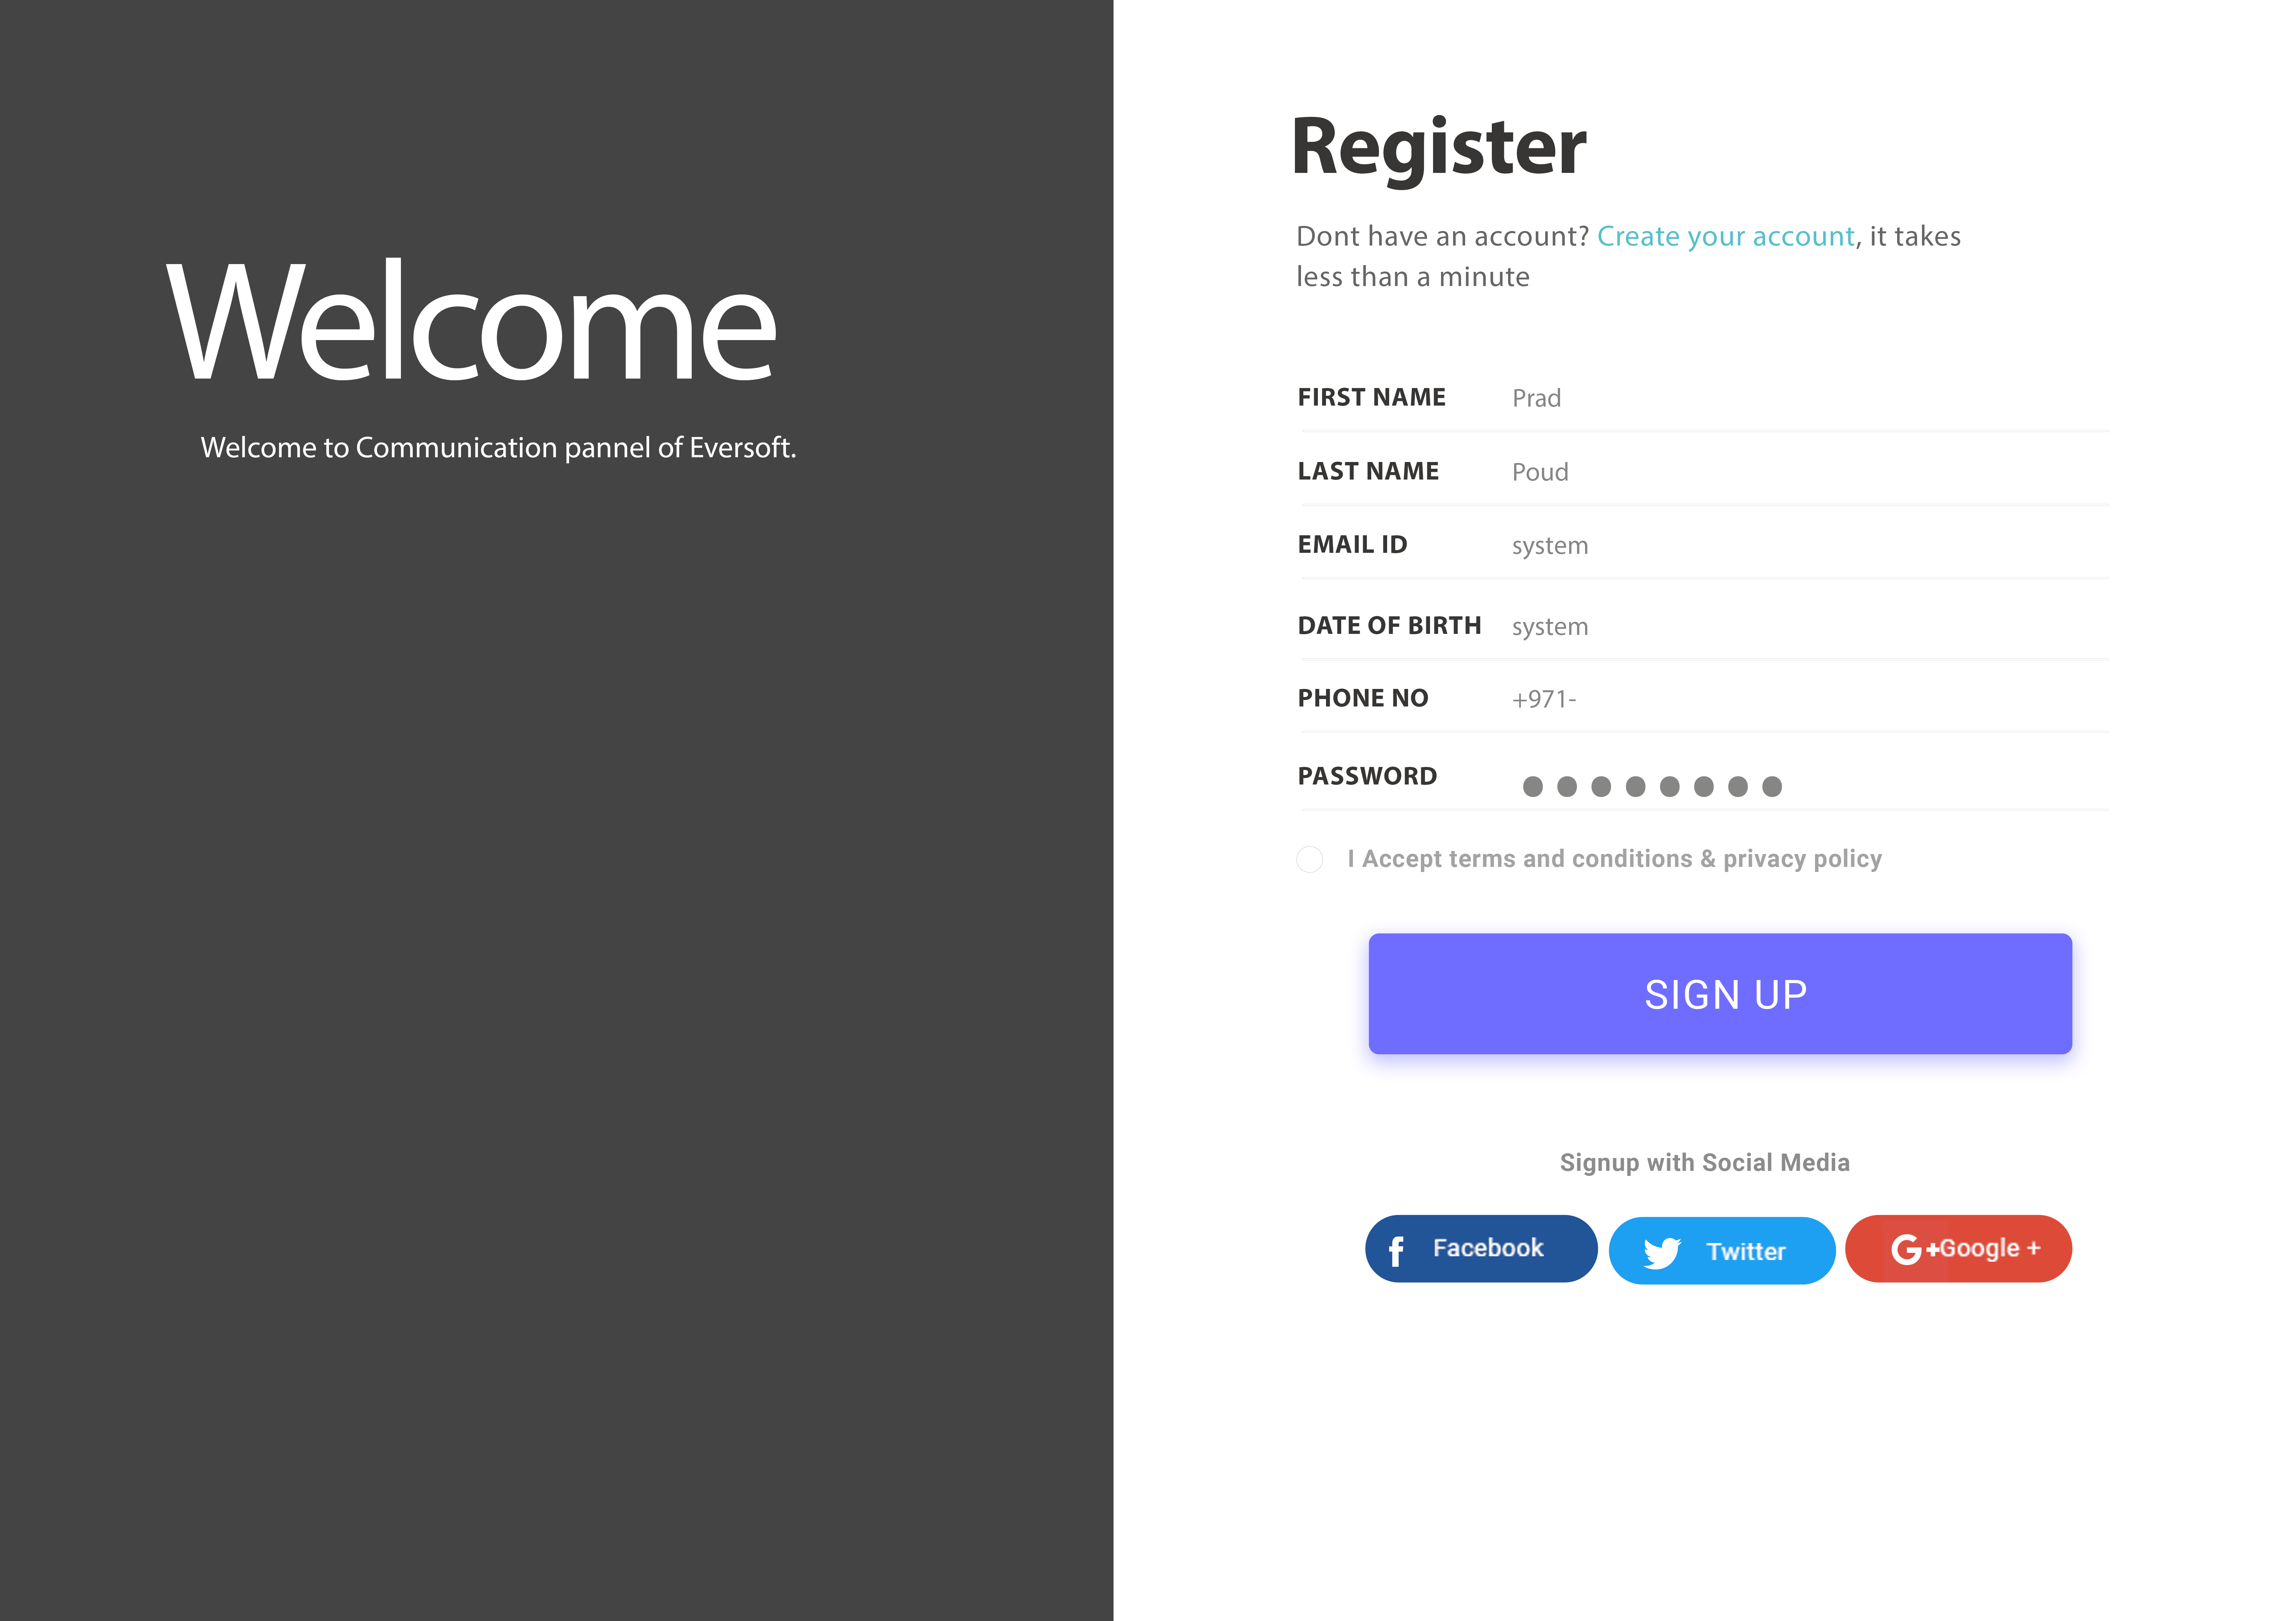 Welcome
Welcome to Communication pannel of Eversoft.
Register
Dont have an account? Create your account, it takes
less than a minute
FIRST NAME Prad
LAST NAME Poud
EMAIL ID system
DATE OF BIRTH system
PHONE NO +971-
PASSWORD
I Accept terms and conditions & privacy policy
SIGN UP
Signup with Social Media
f Facebook Twitter G+ Google +